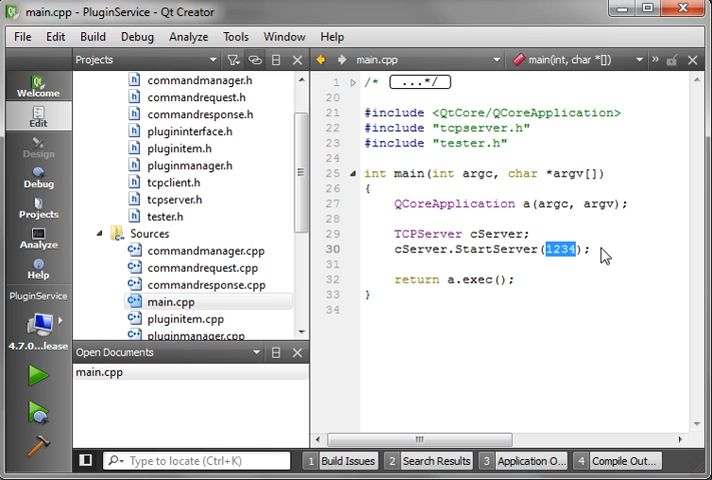 main.cpp - PluginService - Qt Creator
File Edit Build Debug Analyze Tools Window Help
Projects
main.cpp
main(int, char *[])
Welcome
Edit
Design
Debug
Projects
Analyze
PluginService
4.7.0...lease
commandmanager.h
commandrequest.h
commandresponse.h
plugininterface.h
pluginitem.h
pluginmanager.h
tcpclient.h
tcpserver.h
tester.h
Sources
commandmanager.cpp
commandrequest.cpp
commandresponse.cpp
main.cpp
pluginitem.cpp
pluginmanager.cpp
Open Documents
main.cpp
1 /* ...*/
20
21 #include <QtCore/QCoreApplication>
22 #include "tcpserver.h"
23 #include "tester.h"
24
25 int main(int argc, char *argv[])
26 {
27 QCoreApplication a(argc, argv);
28
29 TCPServer cServer;
30 cServer.StartServer(1234);
31
32 return a.exec();
33 }
34
Type to locate (Ctrl+K)
1 Build Issues
2 Search Results
3 Application O...
4 Compile Out...